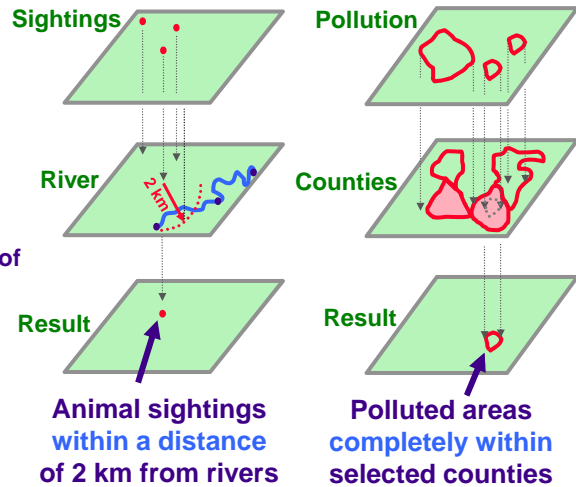 Sightings
River
2 km
of
Result
Animal sightings
within a distance
of 2 km from rivers
Pollution
Counties
Result
Polluted areas
completely within
selected counties